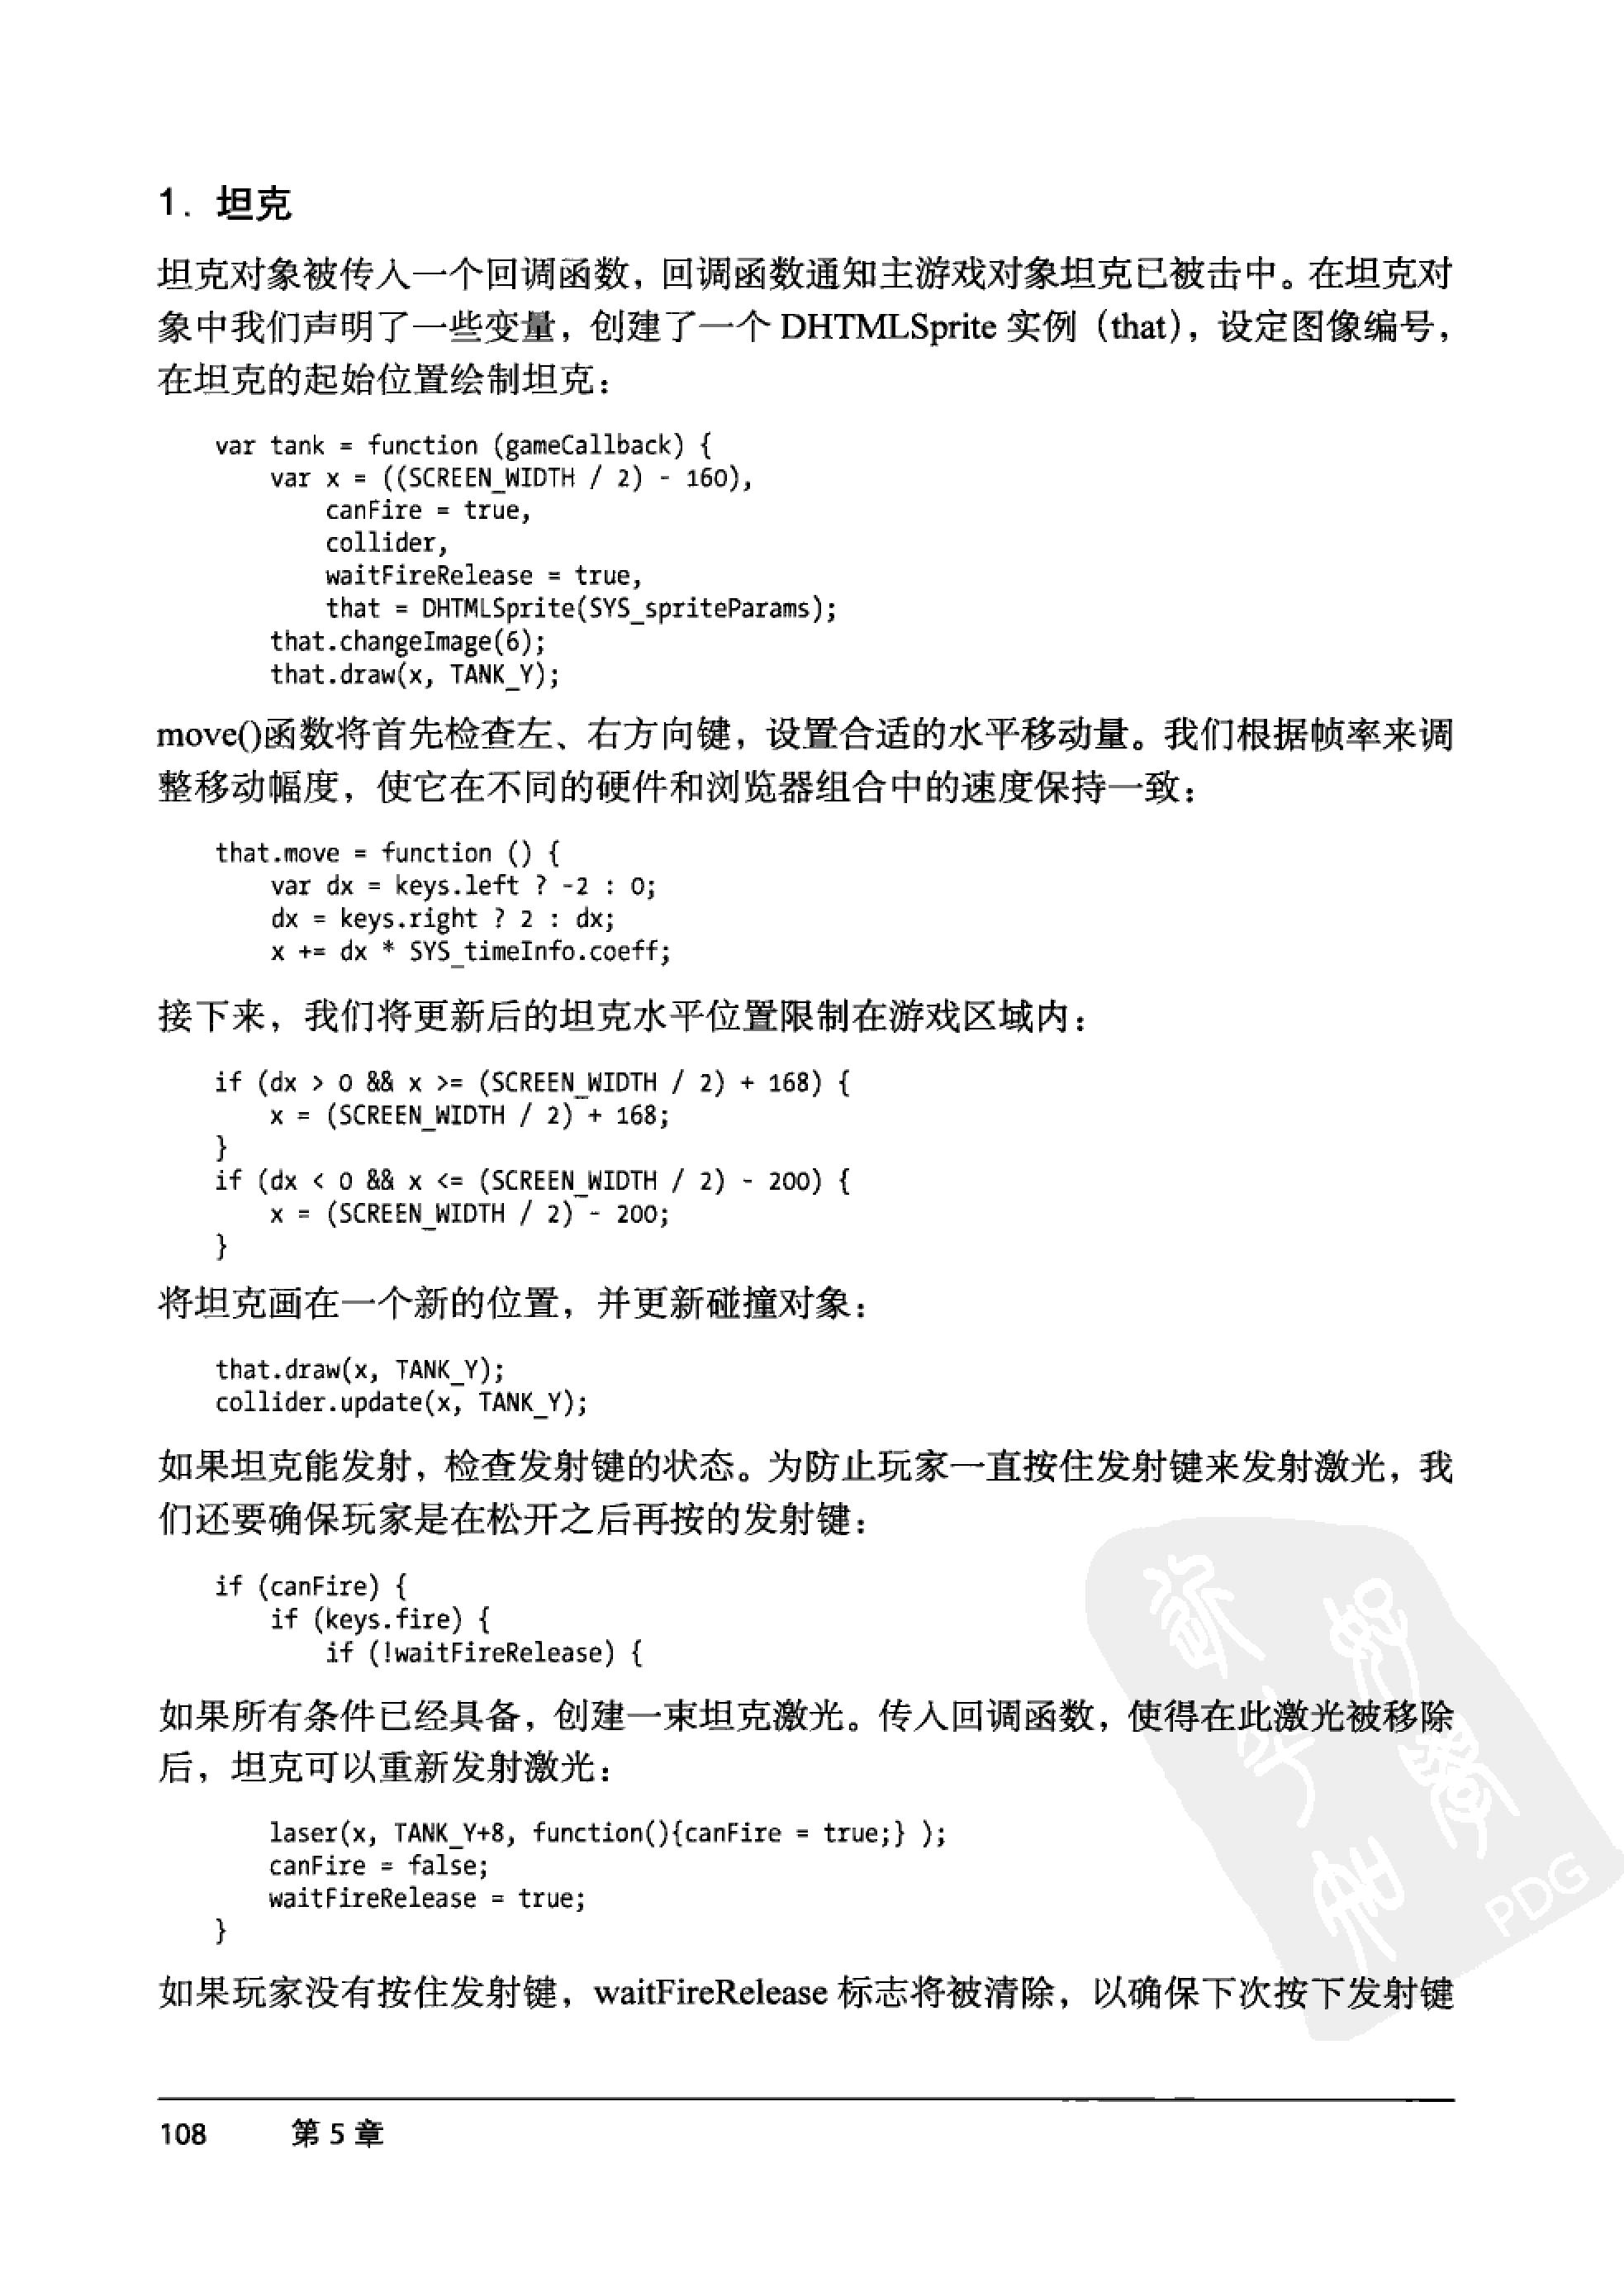 1. 坦克
坦克对象被传入一个回调函数，回调函数通知主游戏对象坦克已被击中。在坦克对
象中我们声明了一些变量，创建了一个 DHTMLSprite 实例（that），设定图像编号，
在坦克的起始位置绘制坦克：
var tank = function (gameCallback) {
    var x = ((SCREEN_WIDTH / 2) - 160),
        canFire = true,
        collider,
        waitFireRelease = true,
        that = DHTMLSprite(SYS_spriteParams);
    that.changeImage(6);
    that.draw(x, TANK_Y);
move()函数将首先检查左、右方向键，设置合适的水平移动量。我们根据帧率来调
整移动幅度，使它在不同的硬件和浏览器组合中的速度保持一致：
that.move = function () {
    var dx = keys.left ? -2 : 0;
    dx = keys.right ? 2 : dx;
    x += dx * SYS_timeInfo.coeff;
接下来，我们将更新后的坦克水平位置限制在游戏区域内：
if (dx > 0 && x >= (SCREEN_WIDTH / 2) + 168) {
    x = (SCREEN_WIDTH / 2) + 168;
}
if (dx < 0 && x <= (SCREEN_WIDTH / 2) - 200) {
    x = (SCREEN_WIDTH / 2) - 200;
}
将坦克画在一个新的位置，并更新碰撞对象：
that.draw(x, TANK_Y);
collider.update(x, TANK_Y);
如果坦克能发射，检查发射键的状态。为防止玩家一直按住发射键来发射激光，我
们还要确保玩家是在松开之后再按的发射键：
if (canFire) {
    if (keys.fire) {
        if (!waitFireRelease) {
如果所有条件已经具备，创建一束坦克激光。传入回调函数，使得在此激光被移除
后，坦克可以重新发射激光：
    laser(x, TANK_Y+8, function(){canFire = true;} );
    canFire = false;
    waitFireRelease = true;
}
如果玩家没有按住发射键，waitFireRelease 标志将被清除，以确保下次按下发射键
PDG
108 第 5 章